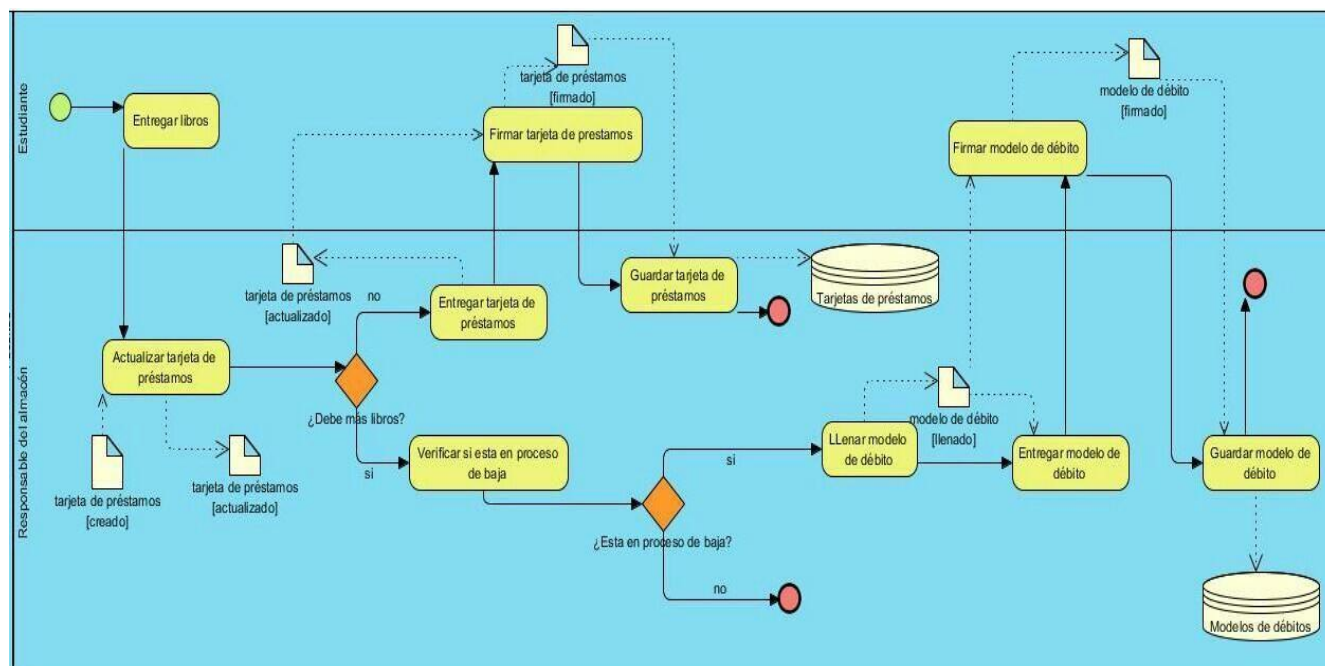 Estudiante
Entregar libros
tarjeta de préstamos
[firmado]
Firmar tarjeta de prestamos
modelo de débito
[firmado]
Firmar modelo de débito
Responsable del almacón
tarjeta de préstamos
[actualizado]
no
Entregar tarjeta de
préstamos
Guardar tarjeta de
préstamos
Tarjetas de préstamos
Actualizar tarjeta de
préstamos
¿Debe más libros?
si
Verificar si esta en proceso
de baja
tarjeta de préstamos
[creado]
tarjeta de préstamos
[actualizado]
si
¿Esta en proceso de baja?
no
LLenar modelo
de débito
modelo de débito
[llenado]
Entregar modelo de
débito
Guardar modelo de
débito
Modelos de débitos